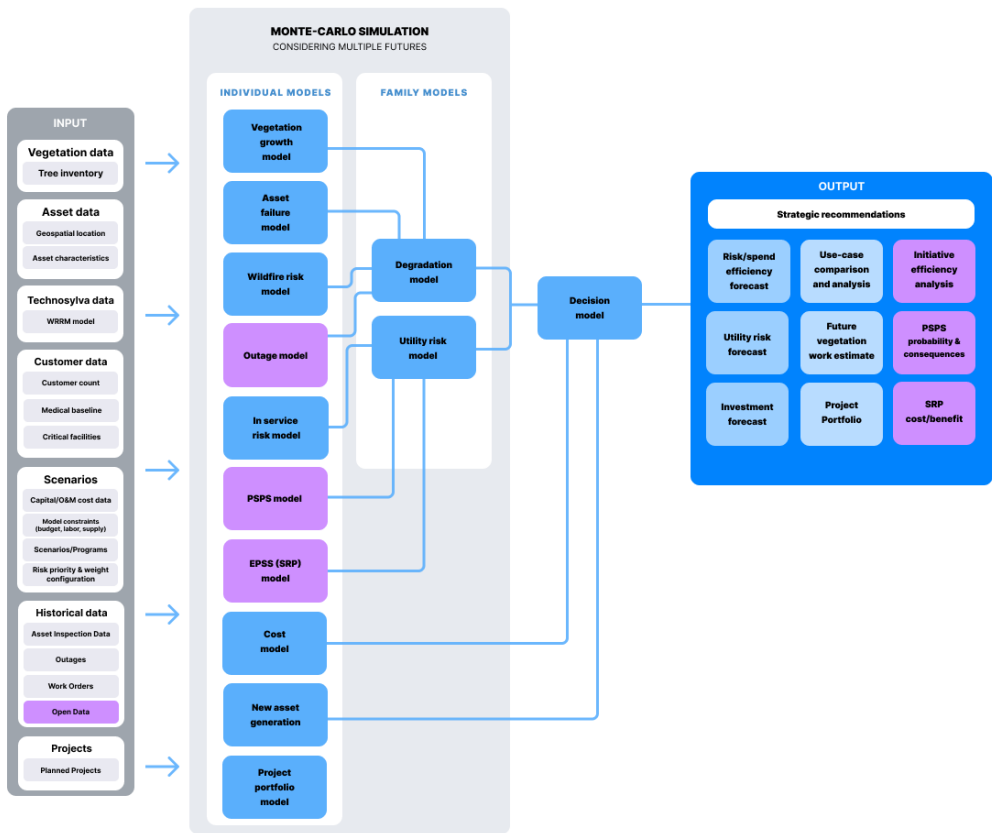 MONTE-CARLO SIMULATION
CONSIDERING MULTIPLE FUTURES
INPUT
Vegetation data
Tree inventory
Asset data
Geospatial location
Asset characteristics
Technosylva data
WRRM model
Customer data
Customer count
Medical baseline
Critical facilities
Scenarios
Capital/O&M cost data
Model constraints
(budget, labor, supply)
Scenarios/Programs
Risk priority & weight
configuration
Historical data
Asset Inspection Data
Outages
Work Orders
Open Data
Projects
Planned Projects
INDIVIDUAL MODELS
Vegetation
growth
model
Asset
failure
model
Wildfire risk
model
Outage model
In service
risk model
PSPS model
EPSS (SRP)
model
Cost
model
New asset
generation
Project
portfolio
model
FAMILY MODELS
Degradation
model
Utility risk
model
Decision
model
OUTPUT
Strategic recommendations
Risk/spend
efficiency
forecast
Use-case
comparison
and analysis
Initiative
efficiency
analysis
Utility risk
forecast
Future
vegetation
work estimate
PSPS
probability &
consequences
Investment
forecast
Project
Portfolio
SRP
cost/benefit